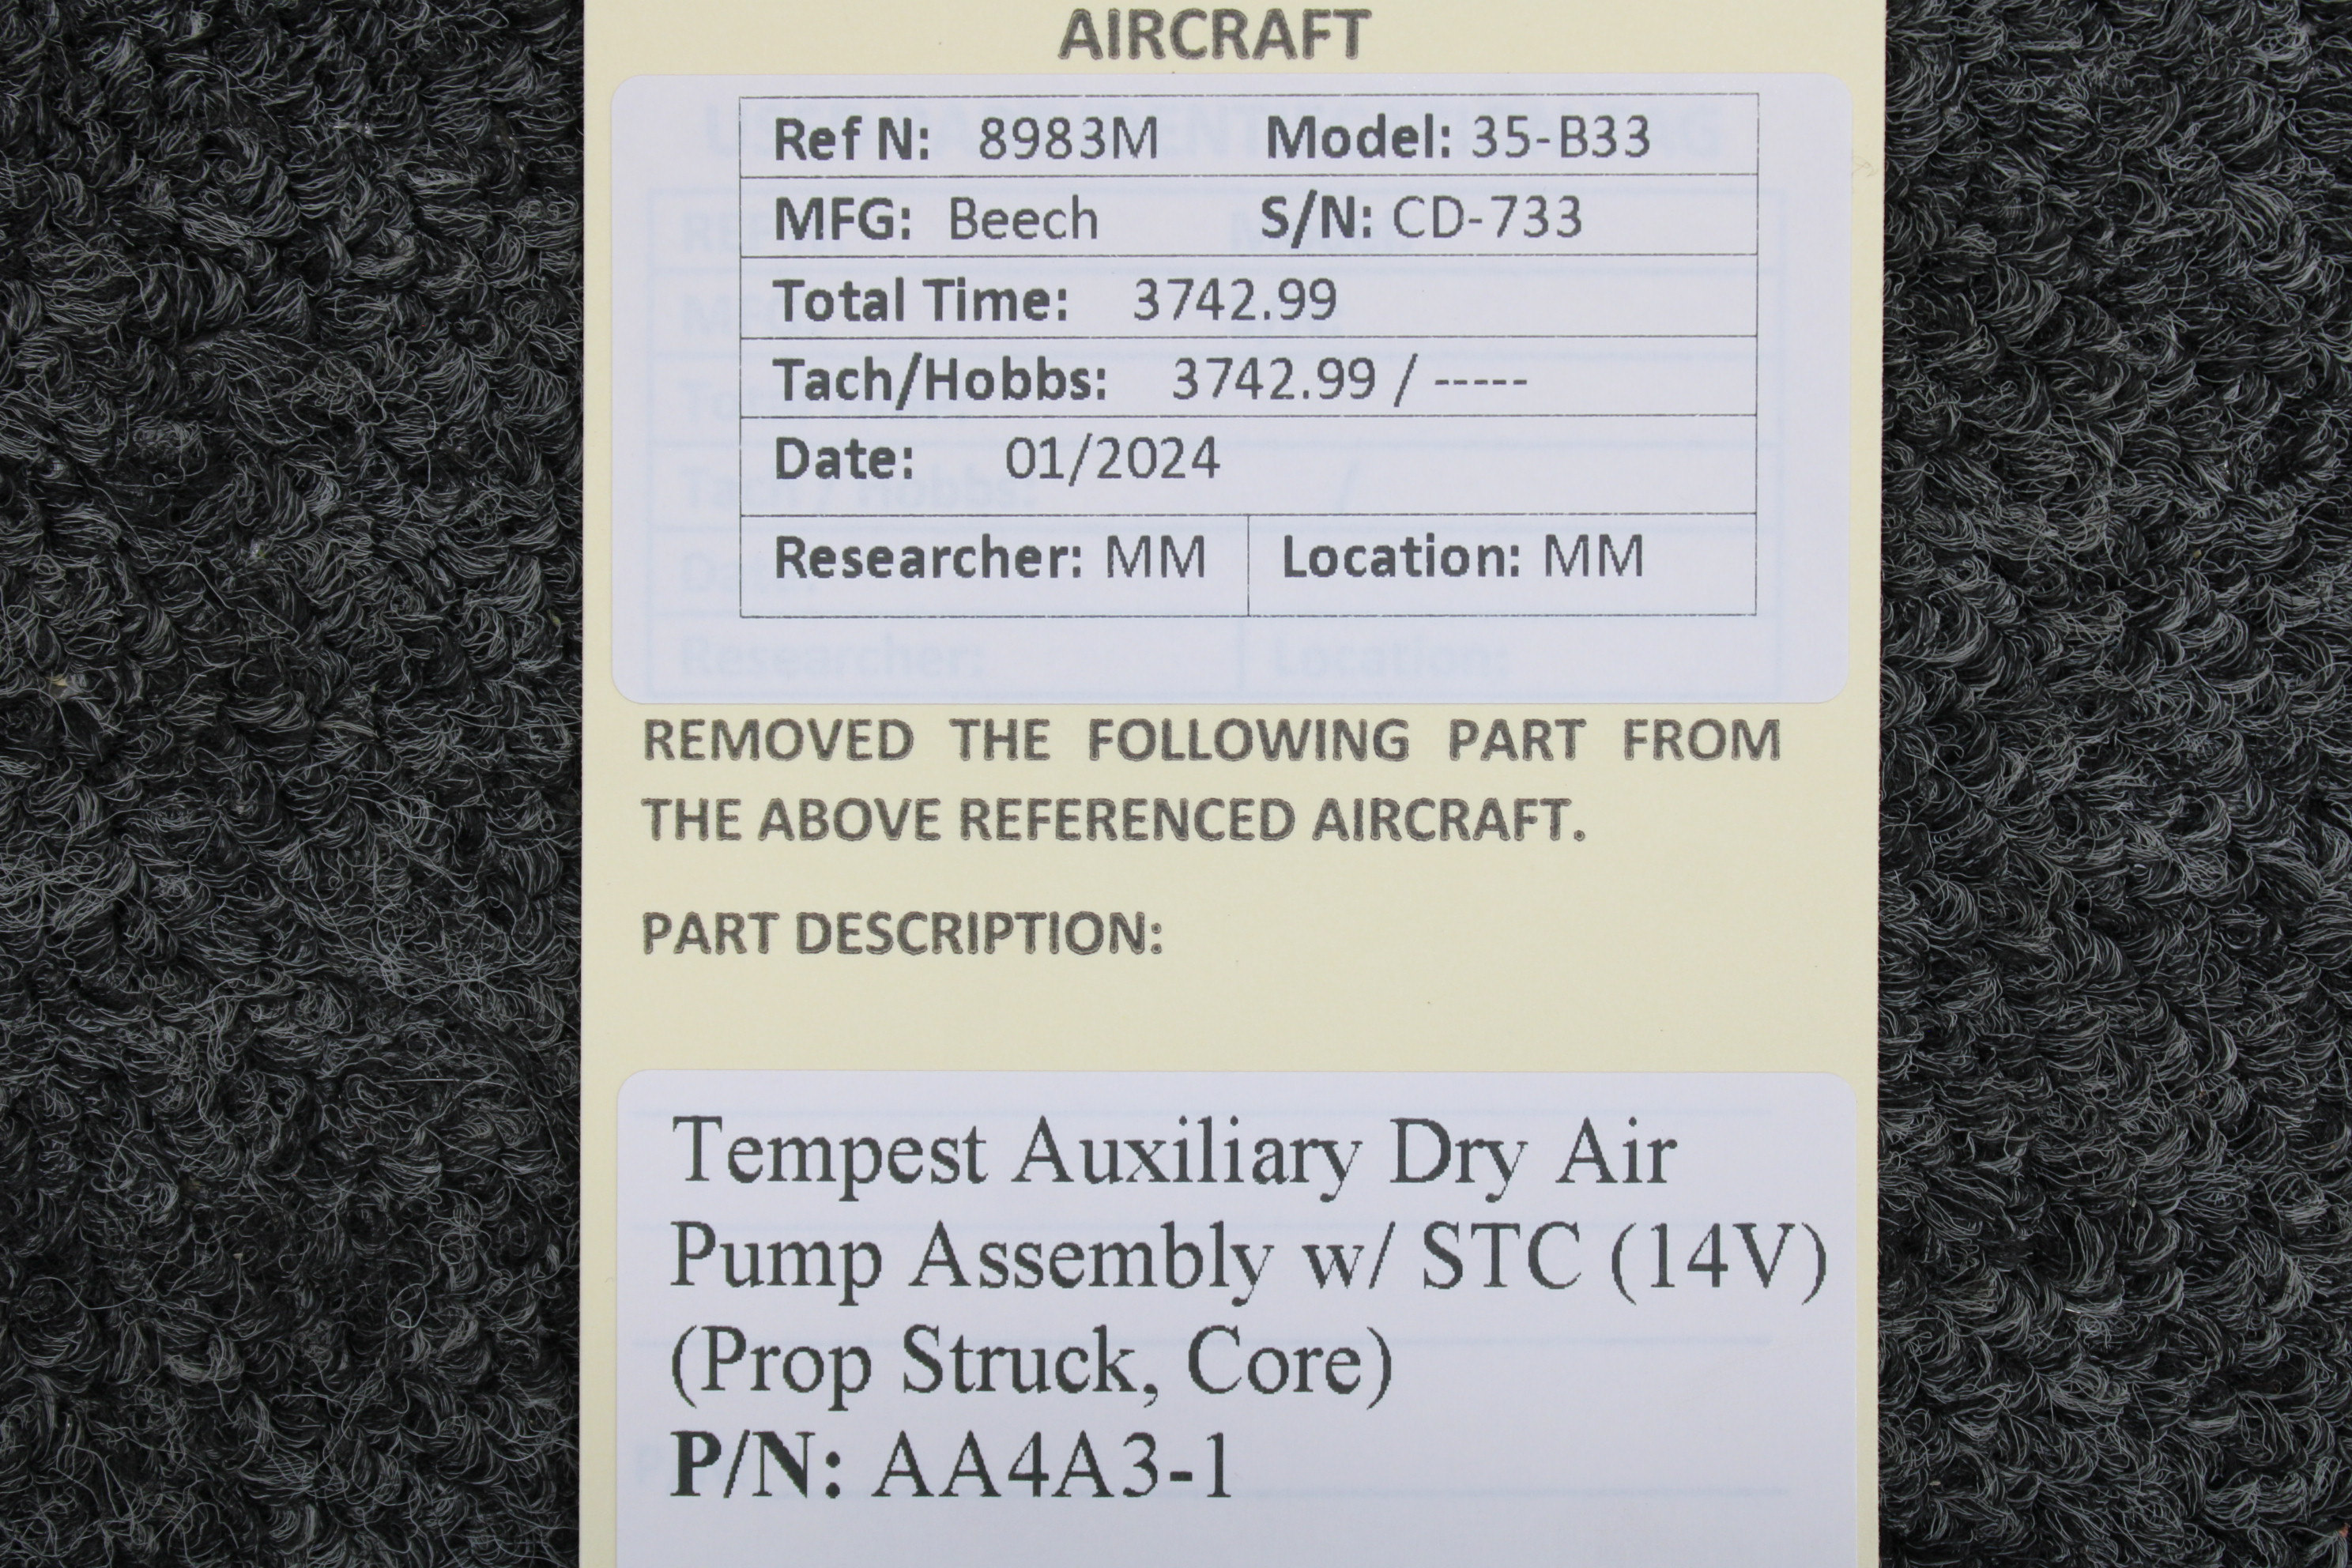 AIRCRAFT
Ref N: 8983M Model: 35-B33
MFG: Beech S/N: CD-733
Total Time: 3742.99
Tach/Hobbs: 3742.99 / -----
Date: 01/2024
Researcher: MM Location: MM
REMOVED THE FOLLOWING PART FROM
THE ABOVE REFERENCED AIRCRAFT.
PART DESCRIPTION:
Tempest Auxiliary Dry Air
Pump Assembly w/ STC (14V)
(Prop Struck, Core)
P/N: AA4A3-1